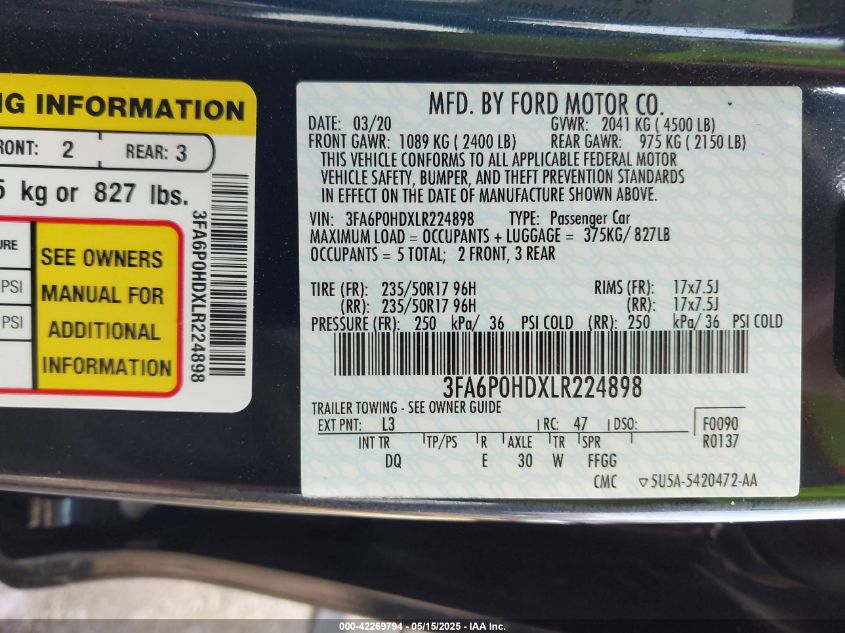 NG INFORMATION
FRONT: 2 REAR: 3
5 kg or 827 lbs.
PSI
PSI
SEE OWNERS
MANUAL FOR
ADDITIONAL
INFORMATION
3FA6P0HDXLR224898
MFD. BY FORD MOTOR CO.
DATE: 03/20 GVWR: 2041 KG ( 4500 LB)
FRONT GAWR: 1089 KG ( 2400 LB) REAR GAWR: 975 KG ( 2150 LB)
THIS VEHICLE CONFORMS TO ALL APPLICABLE FEDERAL MOTOR
VEHICLE SAFETY, BUMPER, AND THEFT PREVENTION STANDARDS
IN EFFECT ON THE DATE OF MANUFACTURE SHOWN ABOVE.
VIN: 3FA6P0HDXLR224898 TYPE: Passenger Car
MAXIMUM LOAD = OCCUPANTS + LUGGAGE = 375KG/ 827LB
OCCUPANTS = 5 TOTAL; 2 FRONT, 3 REAR
TIRE (FR): 235/50R17 96H RIMS (FR): 17x7.5J
(RR): 235/50R17 96H (RR): 17x7.5J
PRESSURE (FR): 250 kPa/ 36 PSI COLD (RR): 250 kPa/ 36 PSI COLD
3FA6P0HDXLR224898
TRAILER TOWING - SEE OWNER GUIDE
EXT PNT: L3 RC: 47 DSO: F0090
INT TR TP/PS R AXLE TR SPR R0137
DQ E 30 W FFGG
CMC ▽5U5A-5420472-AA
000-42269794 - 05/15/2025 - IAA Inc.